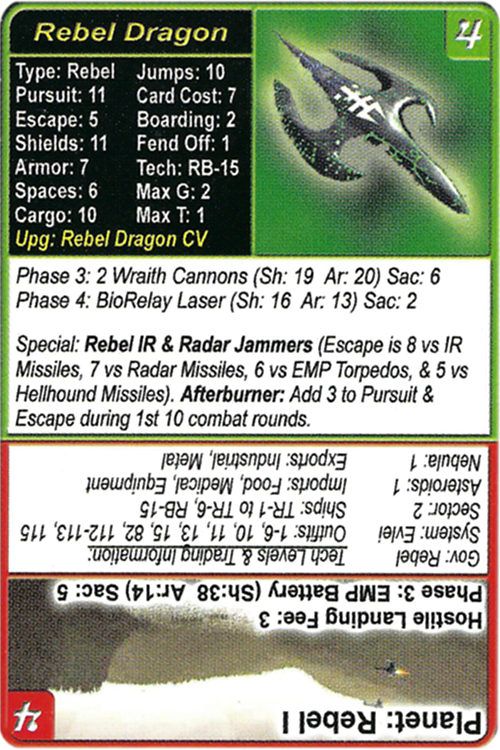 Rebel Dragon
4
Type: Rebel Jumps: 10
Pursuit: 11 Card Cost: 7
Escape: 5 Boarding: 2
Shields: 11 Fend Off: 1
Armor: 7 Tech: RB-15
Spaces: 6 Max G: 2
Cargo: 10 Max T: 1
Upg: Rebel Dragon CV
Phase 3: 2 Wraith Cannons (Sh: 19 Ar: 20) Sac: 6
Phase 4: BioRelay Laser (Sh: 16 Ar: 13) Sac: 2
Special: Rebel IR & Radar Jammers (Escape is 8 vs IR
Missiles, 7 vs Radar Missiles, 6 vs EMP Torpedos, & 5 vs
Hellhound Missiles). Afterburner: Add 3 to Pursuit &
Escape during 1st 10 combat rounds.
Planet: Rebel I
4
Hostile Landing Fee: 3
Phase 3: EMP Battery (Sh:38 Ar:14) Sac: 5
Gov: Rebel Tech Levels & Trading Information:
System: Evlei Outfits: 1-6, 10, 11, 13, 15, 82, 112-113, 115
Sector: 2 Ships: TR-1 to TR-6, RB-15
Asteroids: 1 Imports: Food, Medical, Equipment
Nebula: 1 Exports: Industrial, Metal